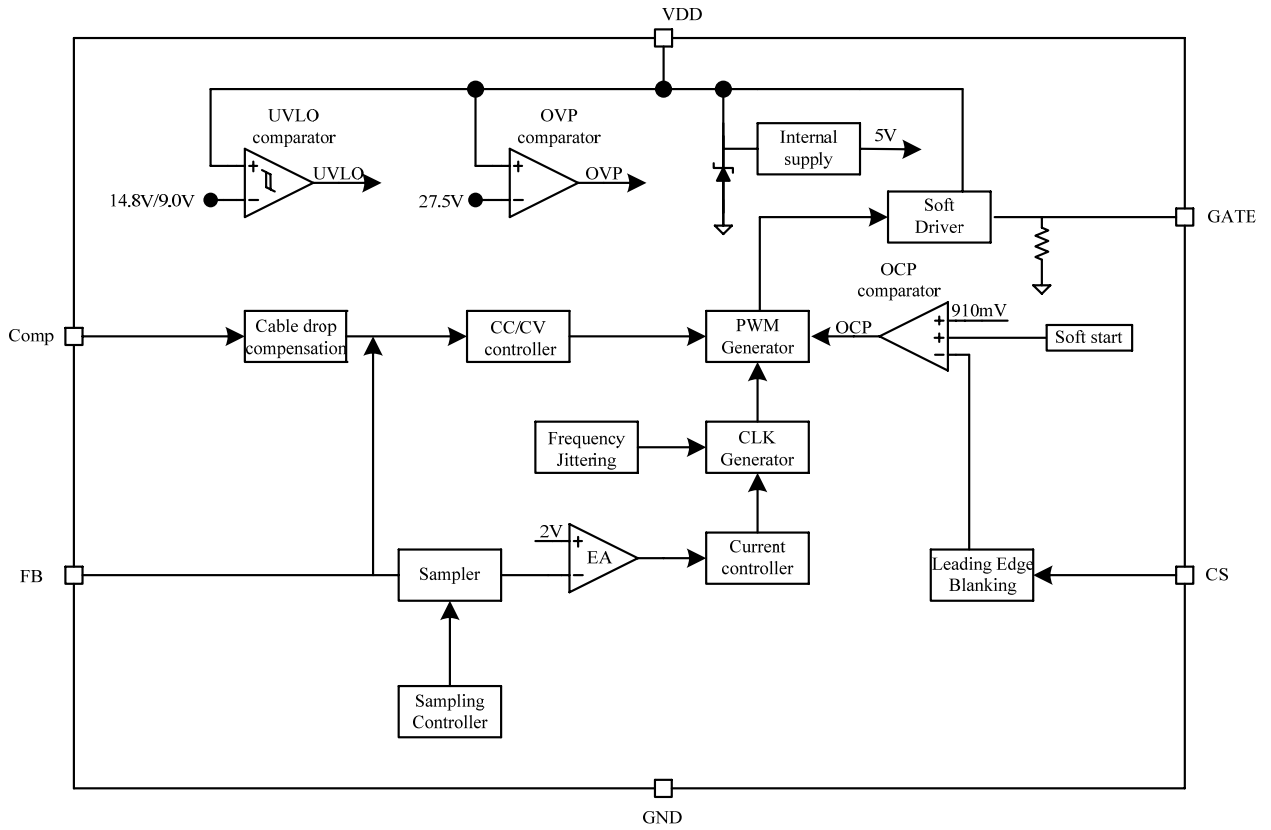 VDD
UVLO
comparator
+
−
UVLO
14.8V/9.0V
OVP
comparator
+
−
OVP
27.5V
Internal
supply
5V
Soft
Driver
GATE
OCP
comparator
910mV
+
+
−
OCP
Soft start
Comp
Cable drop
compensation
CC/CV
controller
PWM
Generator
Frequency
Jittering
CLK
Generator
2V
+
−
EA
Current
controller
FB
Sampler
Leading Edge
Blanking
CS
Sampling
Controller
GND